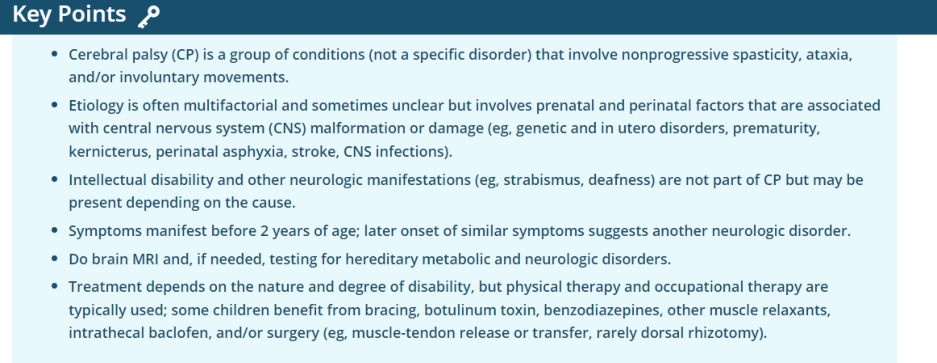 Key Points
• Cerebral palsy (CP) is a group of conditions (not a specific disorder) that involve nonprogressive spasticity, ataxia,
and/or involuntary movements.
• Etiology is often multifactorial and sometimes unclear but involves prenatal and perinatal factors that are associated
with central nervous system (CNS) malformation or damage (eg, genetic and in utero disorders, prematurity,
kernicterus, perinatal asphyxia, stroke, CNS infections).
• Intellectual disability and other neurologic manifestations (eg, strabismus, deafness) are not part of CP but may be
present depending on the cause.
• Symptoms manifest before 2 years of age; later onset of similar symptoms suggests another neurologic disorder.
• Do brain MRI and, if needed, testing for hereditary metabolic and neurologic disorders.
• Treatment depends on the nature and degree of disability, but physical therapy and occupational therapy are
typically used; some children benefit from bracing, botulinum toxin, benzodiazepines, other muscle relaxants,
intrathecal baclofen, and/or surgery (eg, muscle-tendon release or transfer, rarely dorsal rhizotomy).